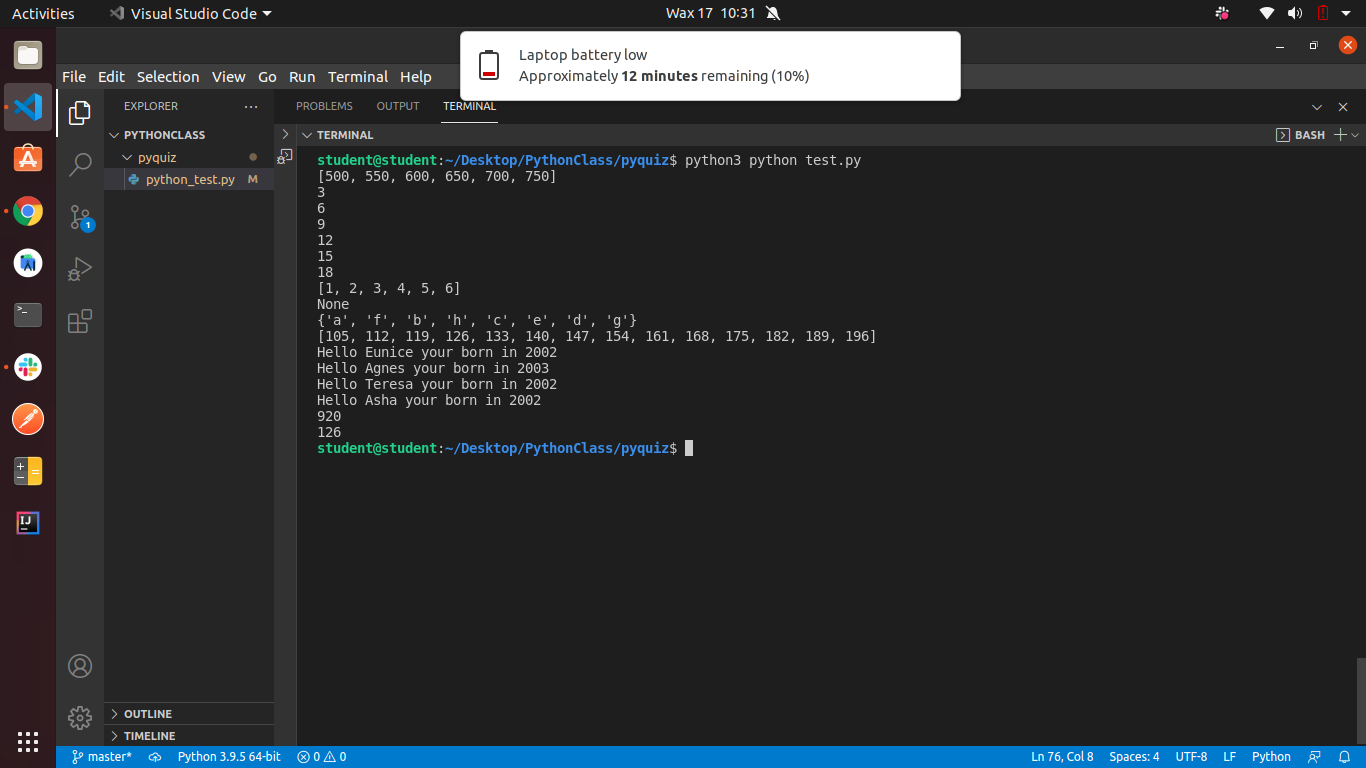 Activities
Visual Studio Code
Wax 17 10:31
Laptop battery low
Approximately 12 minutes remaining (10%)
File Edit Selection View Go Run Terminal Help
EXPLORER
PROBLEMS OUTPUT TERMINAL
PYTHONCLASS
pyquiz
python_test.py M
1
TERMINAL
BASH
student@student:~/Desktop/PythonClass/pyquiz$ python3 python test.py
[500, 550, 600, 650, 700, 750]
3
6
9
12
15
18
[1, 2, 3, 4, 5, 6]
None
{'a', 'f', 'b', 'h', 'c', 'e', 'd', 'g'}
[105, 112, 119, 126, 133, 140, 147, 154, 161, 168, 175, 182, 189, 196]
Hello Eunice your born in 2002
Hello Agnes your born in 2003
Hello Teresa your born in 2002
Hello Asha your born in 2002
920
126
student@student:~/Desktop/PythonClass/pyquiz$
IJ
OUTLINE
TIMELINE
master* Python 3.9.5 64-bit 0 0 Ln 76, Col 8 Spaces: 4 UTF-8 LF Python